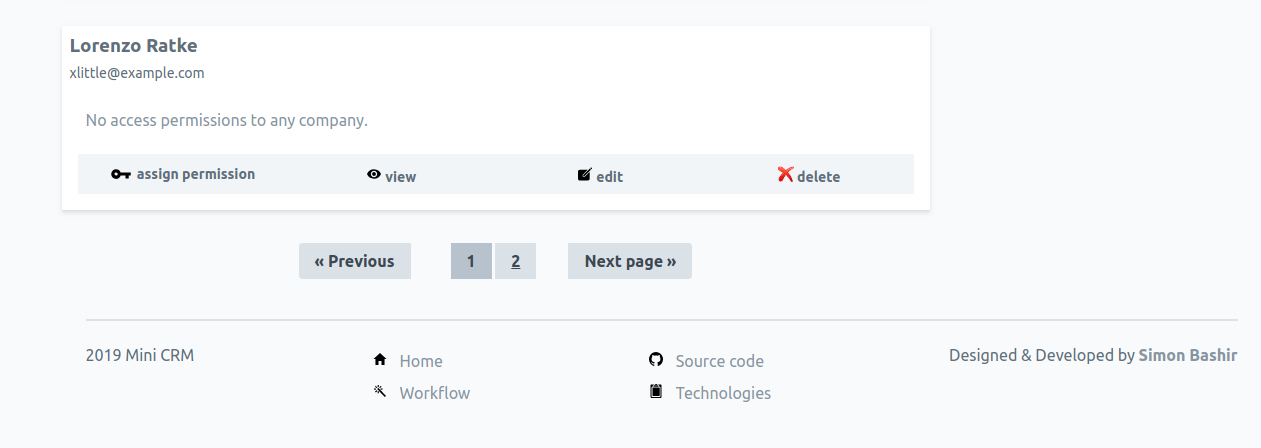 Lorenzo Ratke
xlittle@example.com
No access permissions to any company.
assign permission view edit delete
« Previous 1 2 Next page »
2019 Mini CRM Home Source code Designed & Developed by Simon Bashir
Workflow Technologies